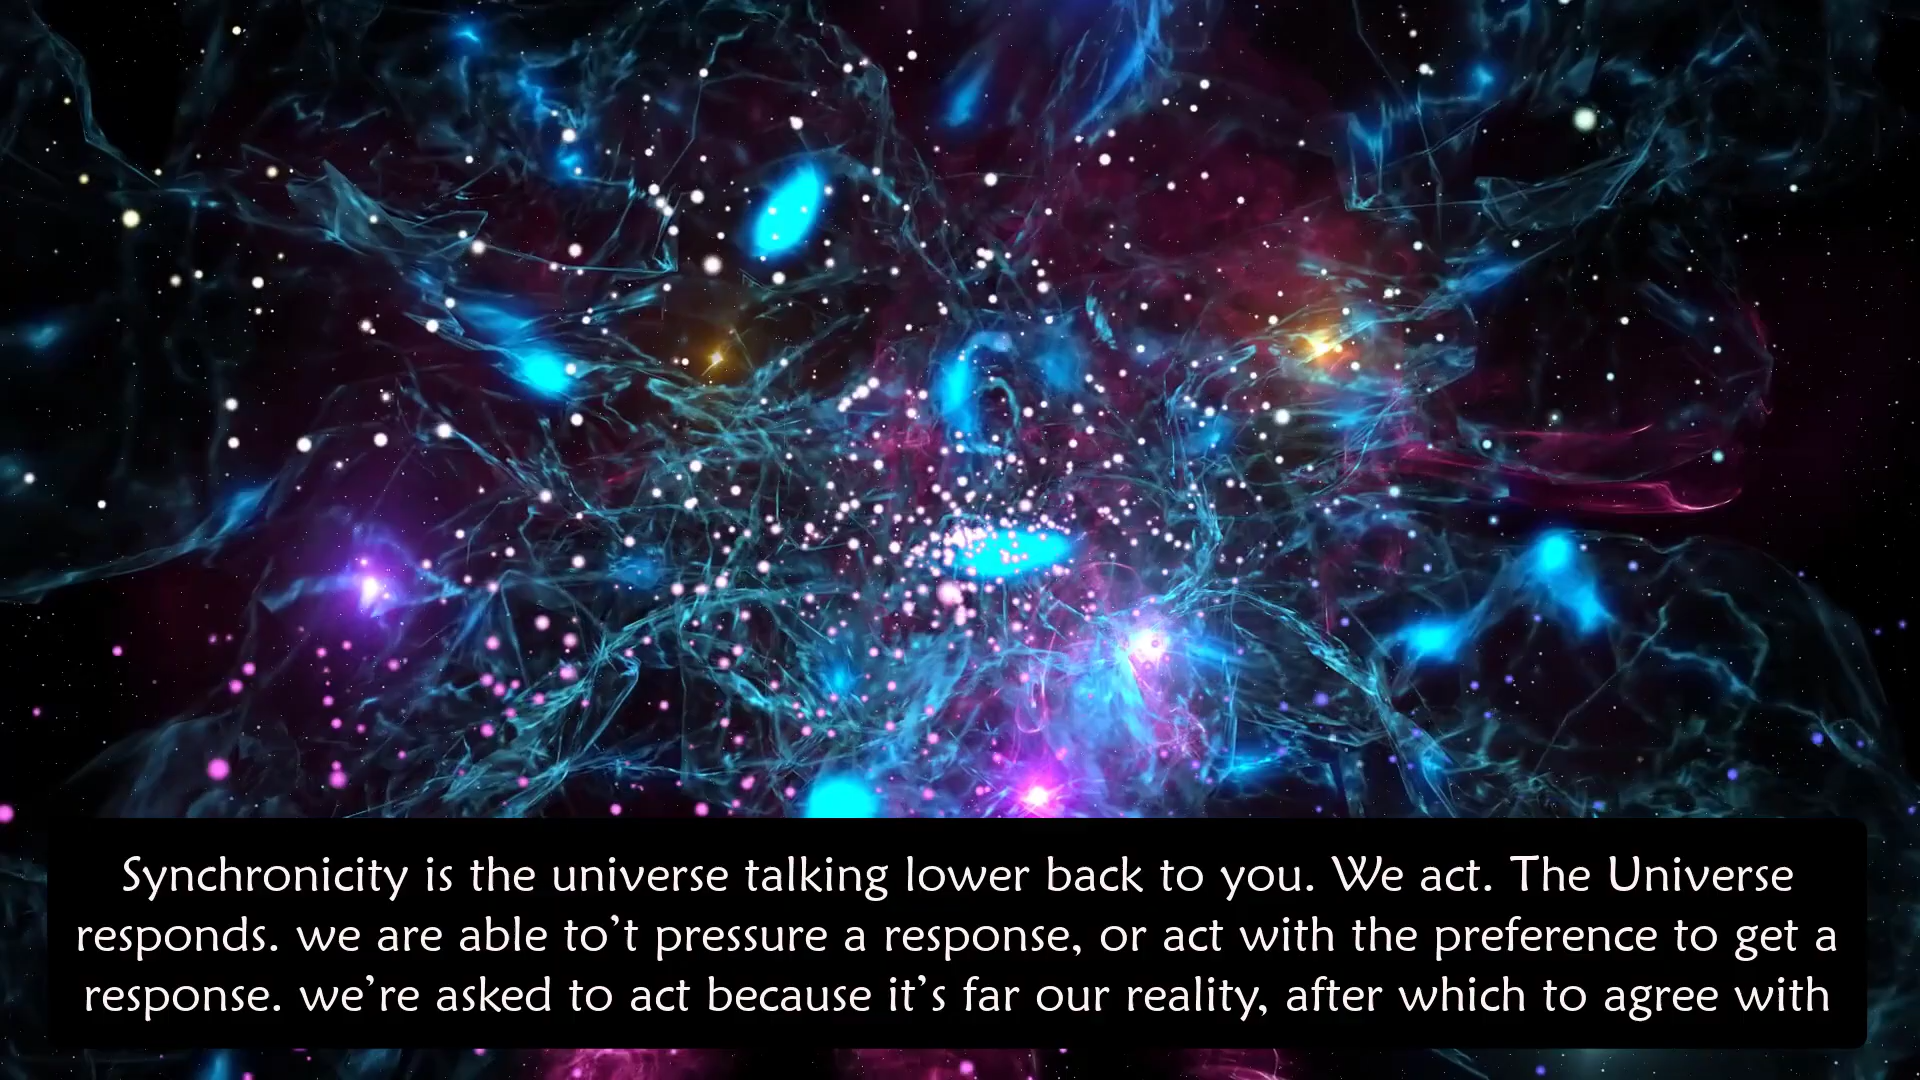 Synchronicity is the universe talking lower back to you. We act. The Universe
responds. we are able to’t pressure a response, or act with the preference to get a
response. we’re asked to act because it’s far our reality, after which to agree with